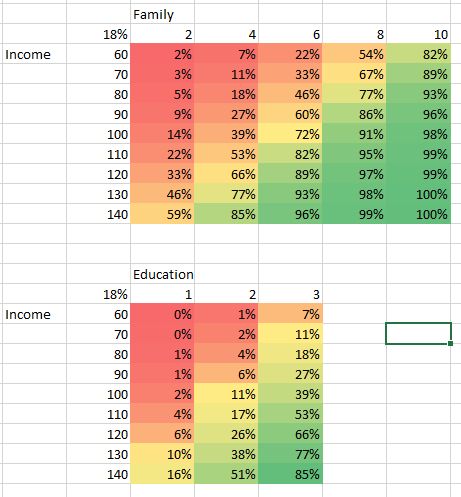 Family
18% 2 4 6 8 10
Income 60 2% 7% 22% 54% 82%
70 3% 11% 33% 67% 89%
80 5% 18% 46% 77% 93%
90 9% 27% 60% 86% 96%
100 14% 39% 72% 91% 98%
110 22% 53% 82% 95% 99%
120 33% 66% 89% 97% 99%
130 46% 77% 93% 98% 100%
140 59% 85% 96% 99% 100%
Education
18% 1 2 3
Income 60 0% 1% 7%
70 0% 2% 11%
80 1% 4% 18%
90 1% 6% 27%
100 2% 11% 39%
110 4% 17% 53%
120 6% 26% 66%
130 10% 38% 77%
140 16% 51% 85%